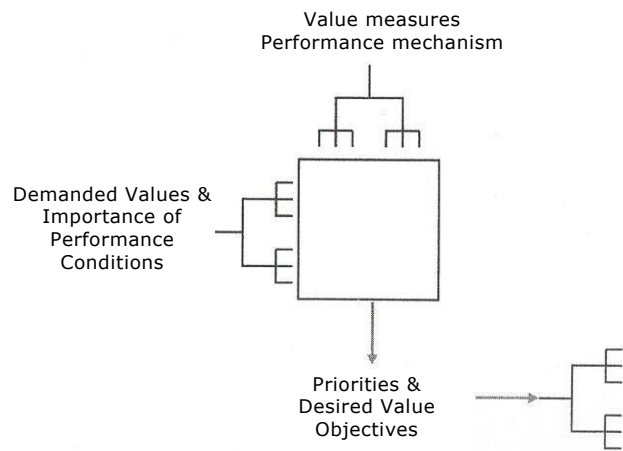 Value measures
Performance mechanism
Demanded Values &
Importance of
Performance
Conditions
Priorities &
Desired Value
Objectives